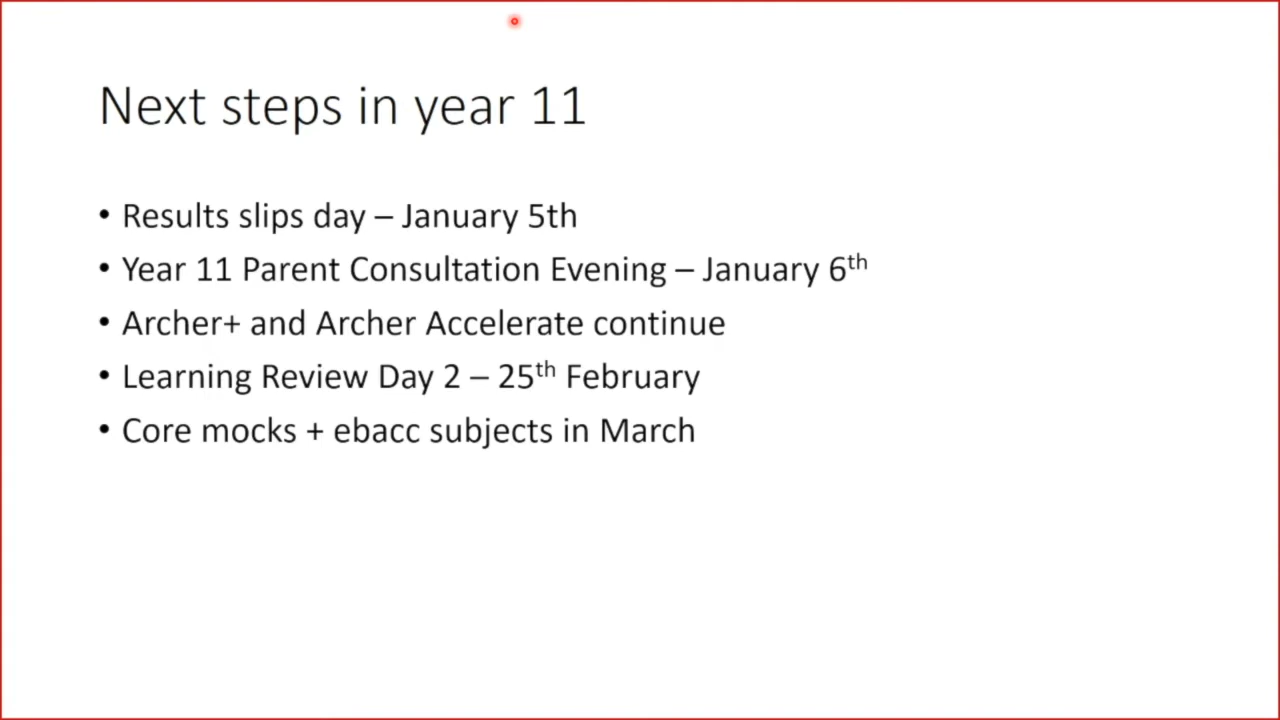 Next steps in year 11
• Results slips day – January 5th
• Year 11 Parent Consultation Evening – January 6th
• Archer+ and Archer Accelerate continue
• Learning Review Day 2 – 25th February
• Core mocks + ebacc subjects in March